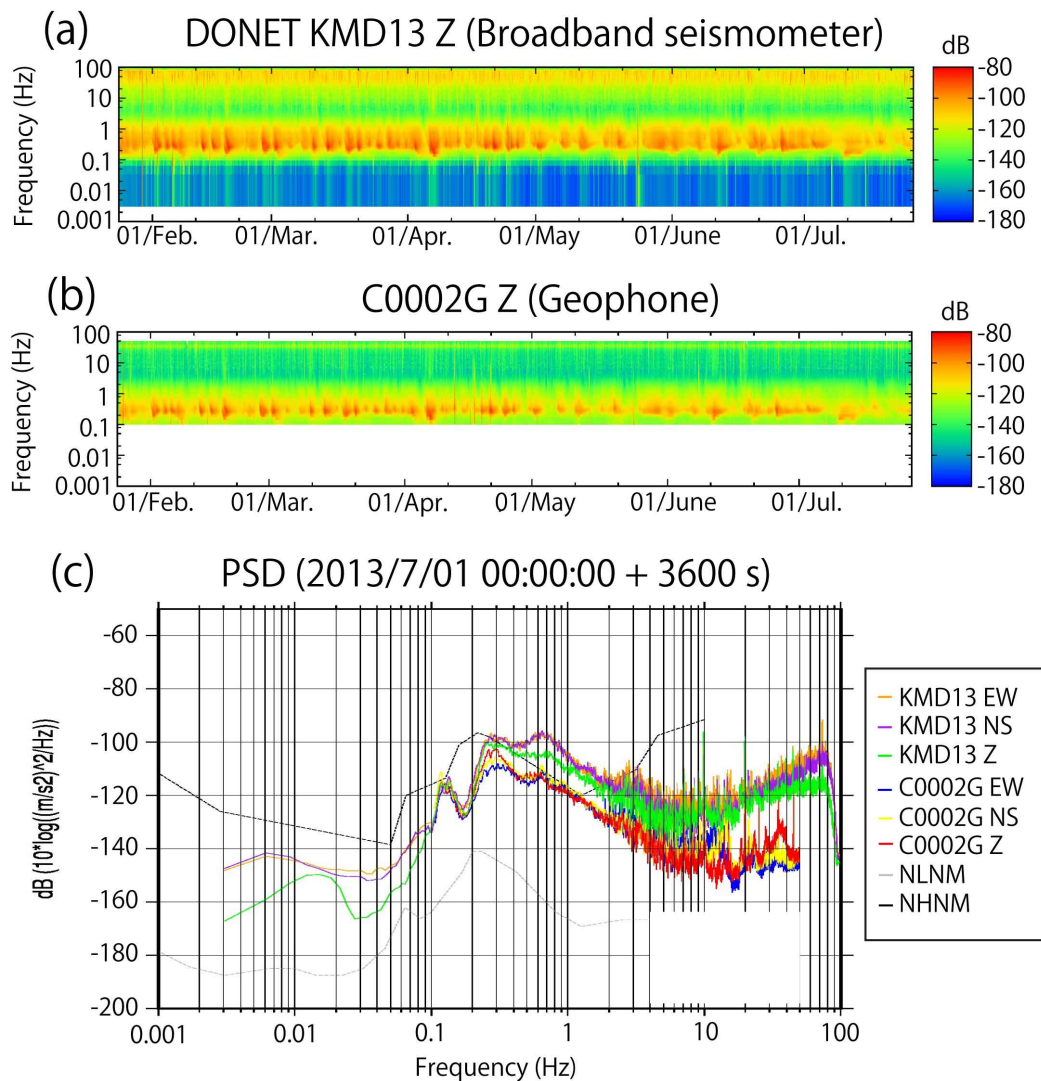 (a) DONET KMD13 Z (Broadband seismometer)
dB
Frequency (Hz)
100
10
1
0.1
0.01
0.001
01/Feb. 01/Mar. 01/Apr. 01/May 01/June 01/Jul.
-80
-100
-120
-140
-160
-180
(b) C0002G Z (Geophone)
dB
Frequency (Hz)
100
10
1
0.1
0.01
0.001
01/Feb. 01/Mar. 01/Apr. 01/May 01/June 01/Jul.
-80
-100
-120
-140
-160
-180
(c) PSD (2013/7/01 00:00:00 + 3600 s)
dB (10*log((m/s2)^2/Hz))
-60
-80
-100
-120
-140
-160
-180
-200
0.001 0.01 0.1 1 10 100
Frequency (Hz)
KMD13 EW
KMD13 NS
KMD13 Z
C0002G EW
C0002G NS
C0002G Z
NLNM
NHNM